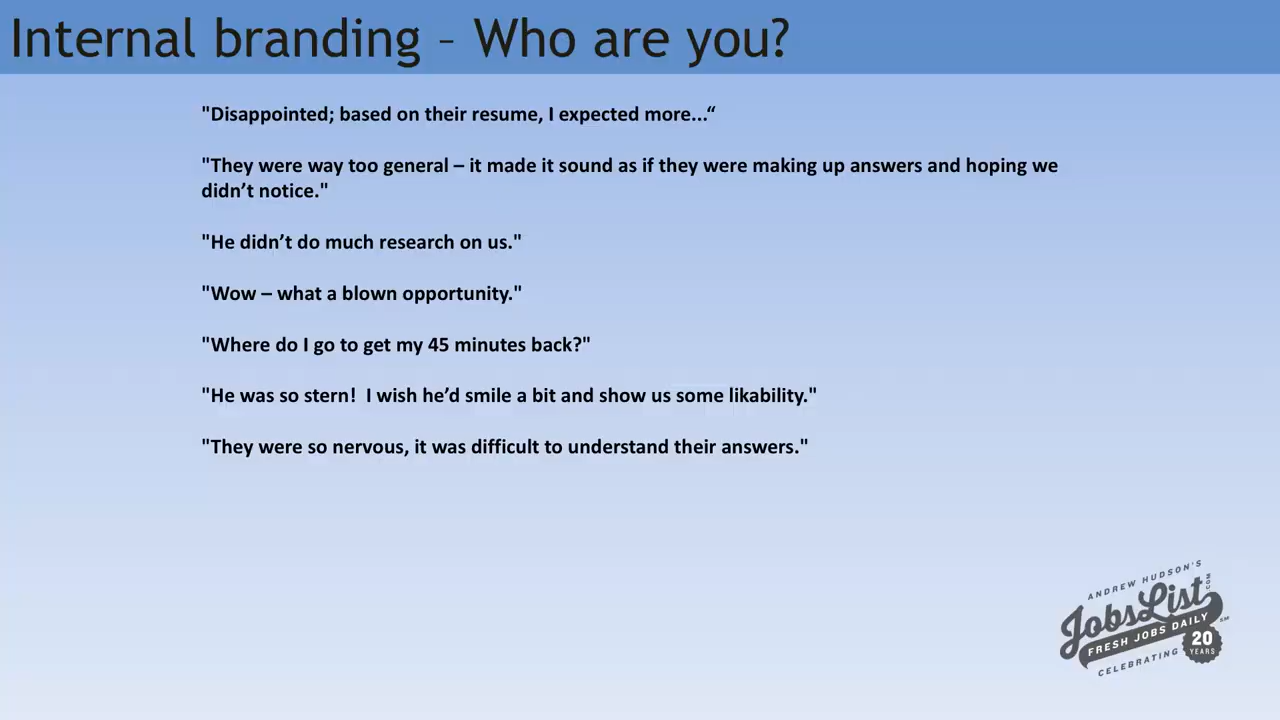 Internal branding – Who are you?
"Disappointed; based on their resume, I expected more...“
"They were way too general – it made it sound as if they were making up answers and hoping we
didn’t notice."
"He didn’t do much research on us."
"Wow – what a blown opportunity."
"Where do I go to get my 45 minutes back?"
"He was so stern!  I wish he’d smile a bit and show us some likability."
"They were so nervous, it was difficult to understand their answers."
ANDREW HUDSON'S
JobsList.COM
FRESH JOBS DAILY
CELEBRATING 20 YEARS